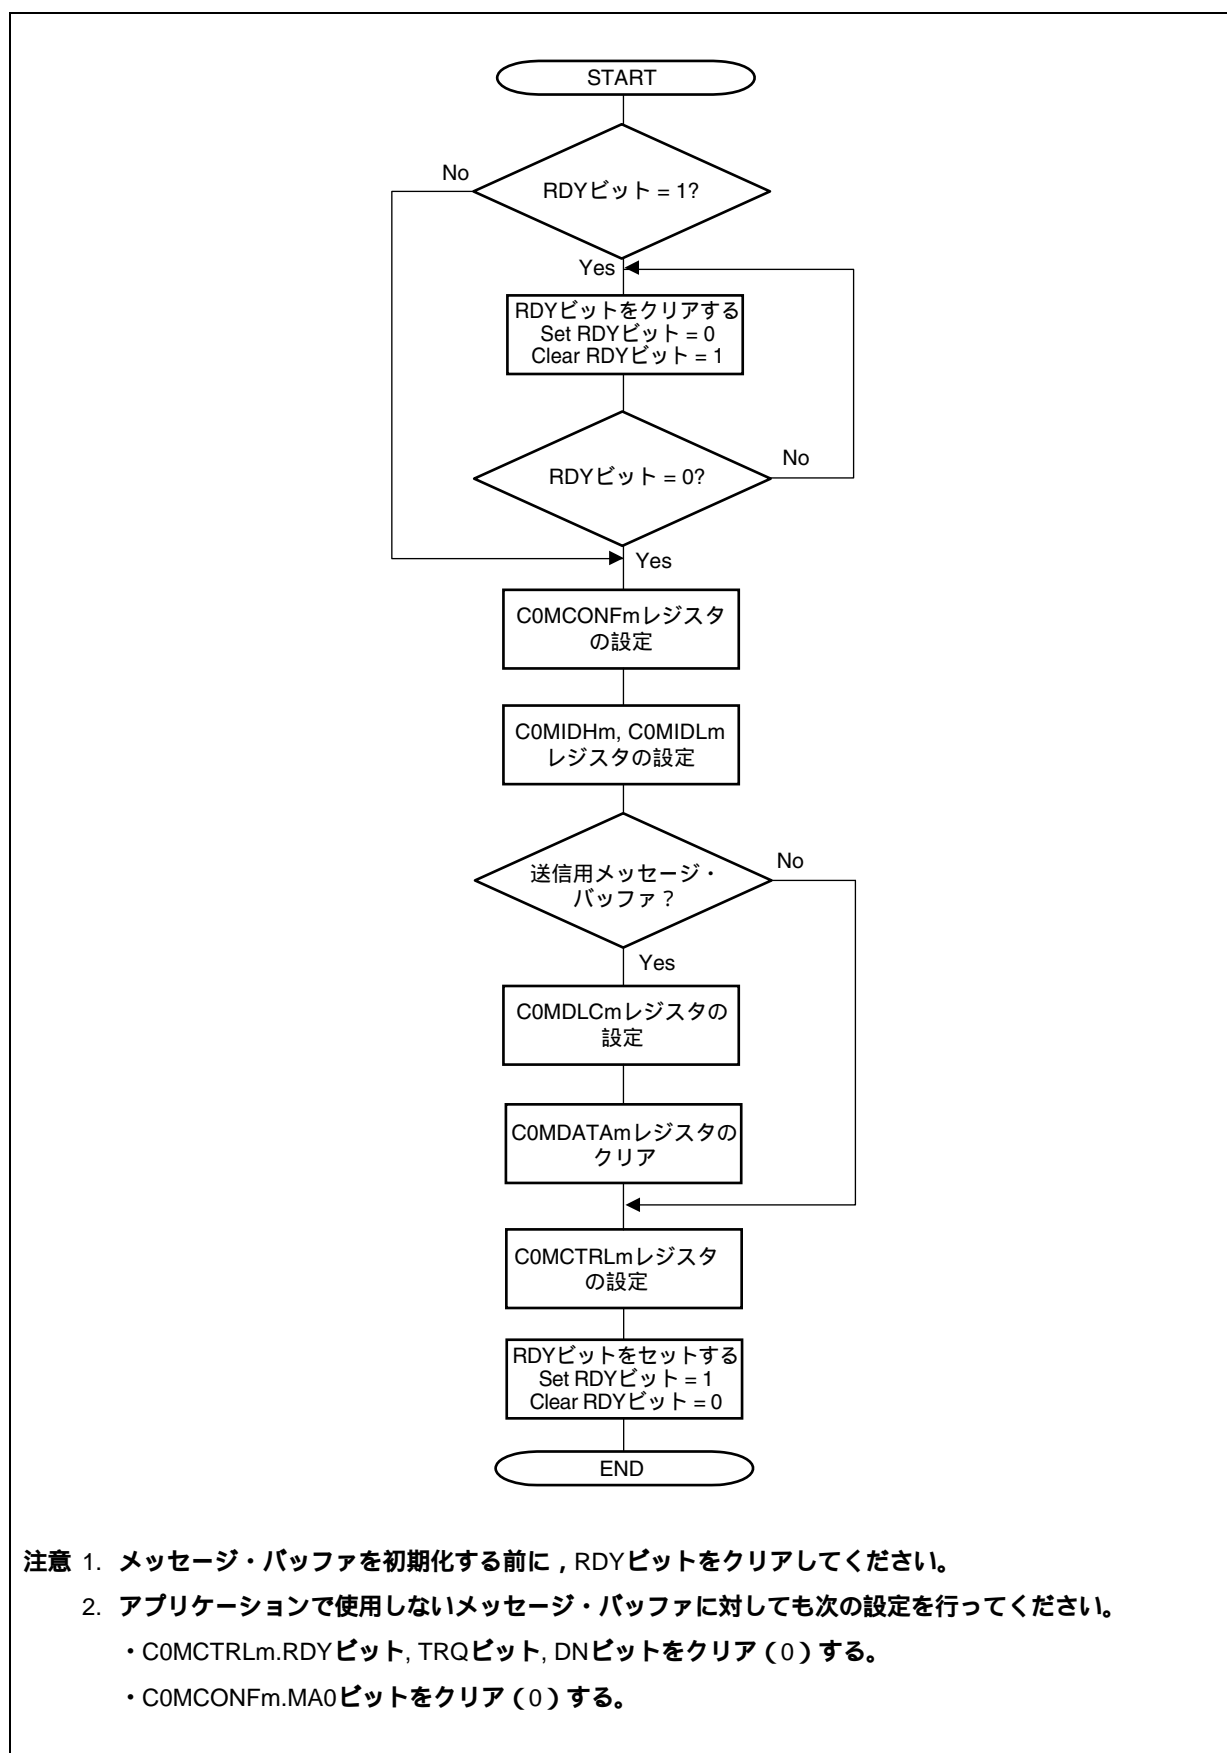 START
No
RDYビット = 1?
Yes
RDYビットをクリアする
Set RDYビット = 0
Clear RDYビット = 1
RDYビット = 0?
No
Yes
C0MCONFmレジスタ
の設定
C0MIDHm, C0MIDLm
レジスタの設定
送信用メッセージ・
バッファ？
No
Yes
C0MDLCmレジスタの
設定
C0MDATAmレジスタの
クリア
C0MCTRLmレジスタ
の設定
RDYビットをセットする
Set RDYビット = 1
Clear RDYビット = 0
END
注意 1. メッセージ・バッファを初期化する前に，RDYビットをクリアしてください。
2. アプリケーションで使用しないメッセージ・バッファに対しても次の設定を行ってください。
・C0MCTRLm.RDYビット, TRQビット, DNビットをクリア（0）する。
・C0MCONFm.MA0ビットをクリア（0）する。